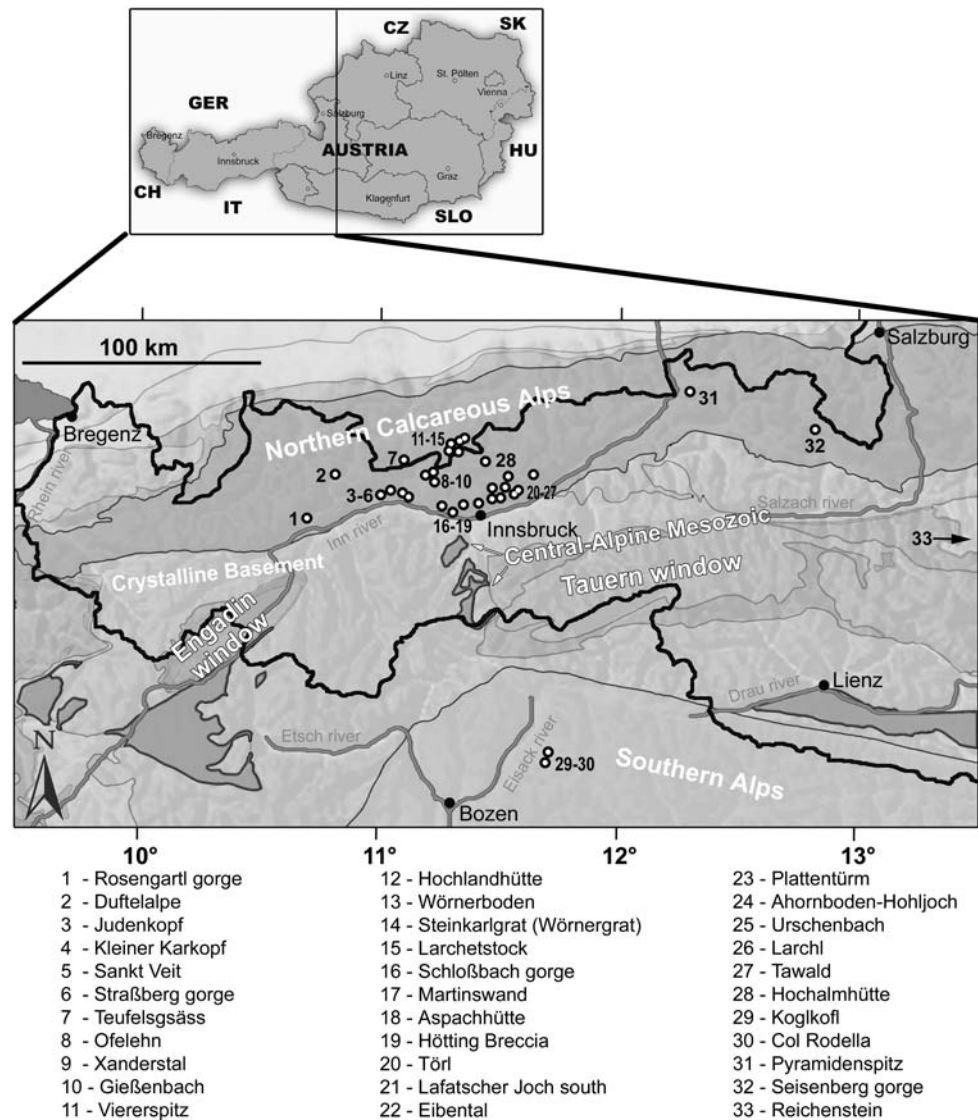 CZ
SK
Linz
St. Pölten
Vienna
GER
Salzburg
Bregenz
Innsbruck
AUSTRIA
HU
Graz
CH
IT
Klagenfurt
SLO
100 km
Salzburg
Bregenz
Northern Calcareous Alps
31
32
11-15
7
28
2
8-10
3-6
20-27
Rhein river
Salzach river
1
16-19
Innsbruck
33
Inn river
Central-Alpine Mesozoic
Crystalline Basement
Tauern window
Engadin
window
Lienz
Drau river
Etsch river
Eisack river
N
29-30
Southern Alps
Bozen
10°
11°
12°
13°
1 - Rosengartl gorge
2 - Duftelalpe
3 - Judenkopf
4 - Kleiner Karkopf
5 - Sankt Veit
6 - Straßberg gorge
7 - Teufelsgsäss
8 - Ofelehn
9 - Xanderstal
10 - Gießenbach
11 - Viererspitz
12 - Hochlandhütte
13 - Wörnerboden
14 - Steinkarlgrat (Wörnergrat)
15 - Larchetstock
16 - Schloßbach gorge
17 - Martinswand
18 - Aspachhütte
19 - Hötting Breccia
20 - Törl
21 - Lafatscher Joch south
22 - Eibental
23 - Plattentürm
24 - Ahornboden-Hohljoch
25 - Urschenbach
26 - Larchl
27 - Tawald
28 - Hochalmhütte
29 - Koglkofl
30 - Col Rodella
31 - Pyramidenspitz
32 - Seisenberg gorge
33 - Reichenstein